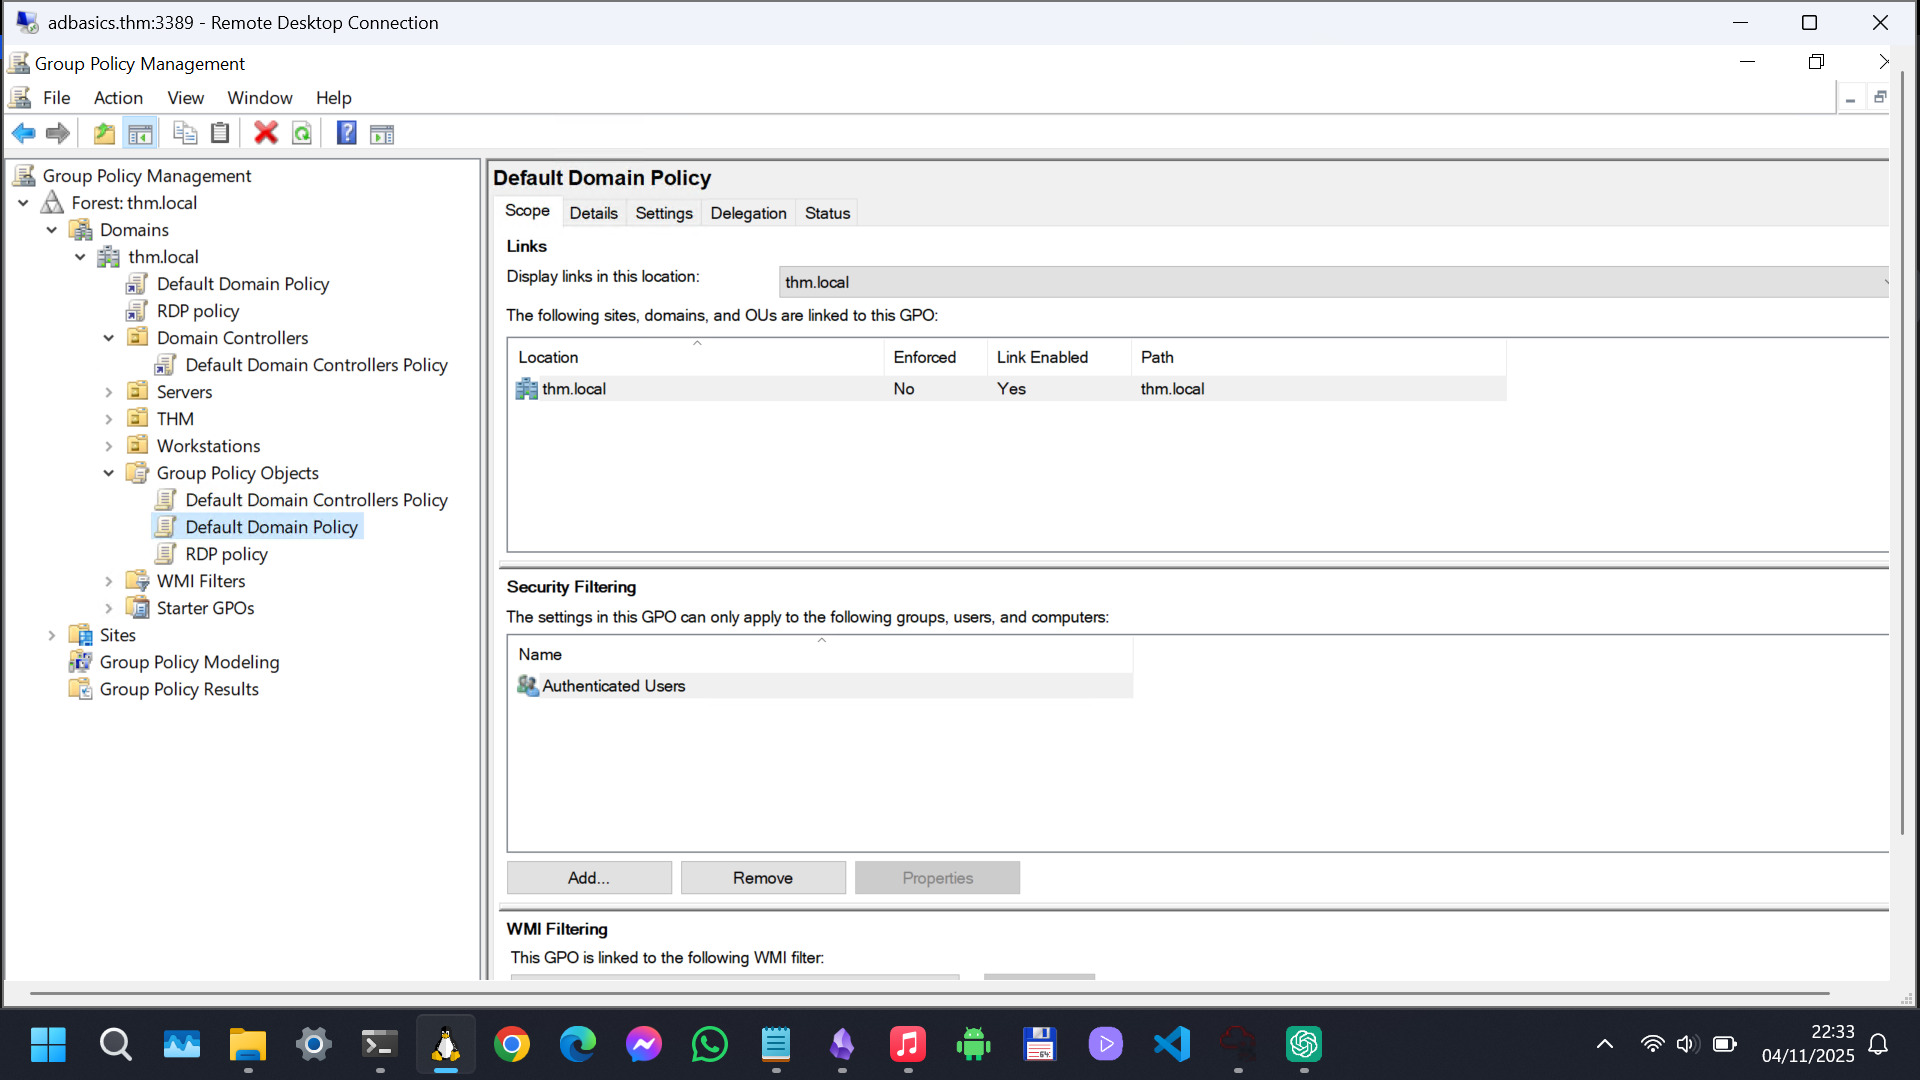 adbasics.thm:3389 - Remote Desktop Connection
Group Policy Management
File Action View Window Help
Group Policy Management
Forest: thm.local
Domains
thm.local
Default Domain Policy
RDP policy
Domain Controllers
Default Domain Controllers Policy
Servers
THM
Workstations
Group Policy Objects
Default Domain Controllers Policy
Default Domain Policy
RDP policy
WMI Filters
Starter GPOs
Sites
Group Policy Modeling
Group Policy Results
Default Domain Policy
Scope Details Settings Delegation Status
Links
Display links in this location: thm.local
The following sites, domains, and OUs are linked to this GPO:
Location Enforced Link Enabled Path
thm.local No Yes thm.local
Security Filtering
The settings in this GPO can only apply to the following groups, users, and computers:
Name
Authenticated Users
Add... Remove Properties
WMI Filtering
This GPO is linked to the following WMI filter:
64
22:33
04/11/2025